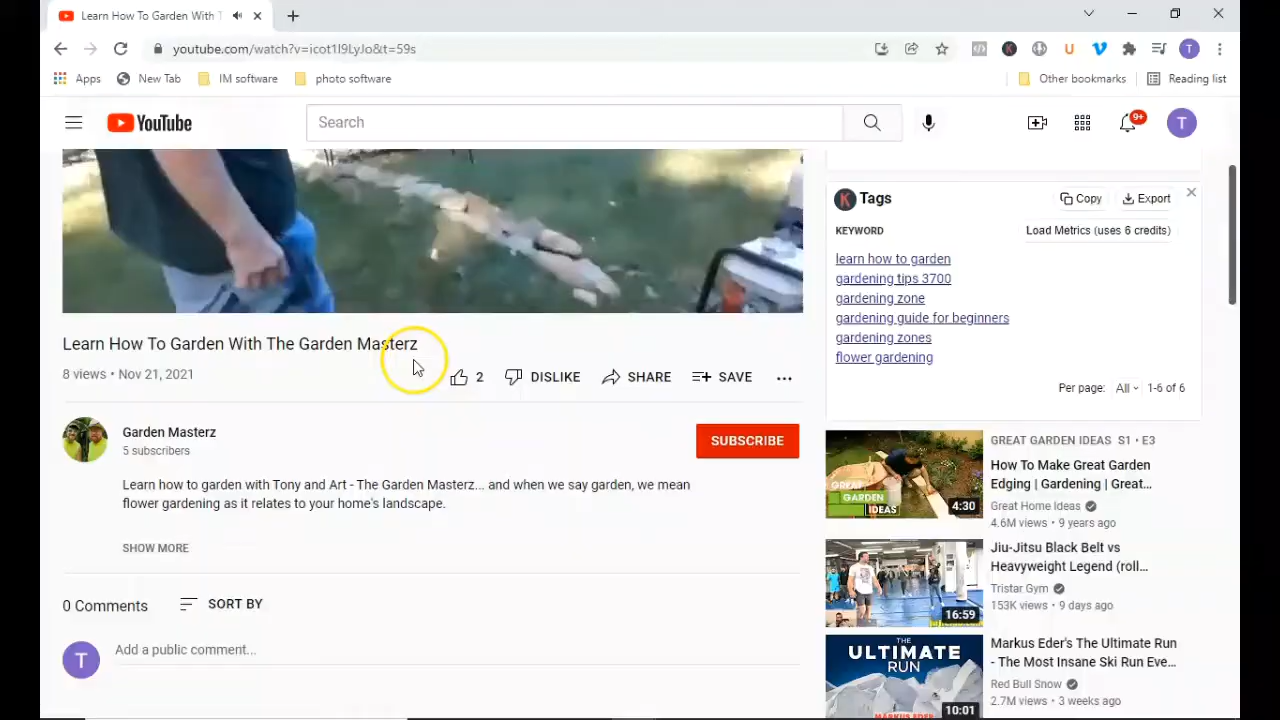 Learn How To Garden With T
youtube.com/watch?v=icot1I9LyJo&t=59s
Apps
New Tab
IM software
photo software
Other bookmarks
Reading list
YouTube
Search
9+
T
Tags
Copy
Export
KEYWORD
Load Metrics (uses 6 credits)
learn how to garden
gardening tips 3700
gardening zone
gardening guide for beginners
gardening zones
flower gardening
Per page: All
1-6 of 6
Learn How To Garden With The Garden Masterz
8 views • Nov 21, 2021
2
DISLIKE
SHARE
SAVE
Garden Masterz
5 subscribers
SUBSCRIBE
Learn how to garden with Tony and Art - The Garden Masterz... and when we say garden, we mean
flower gardening as it relates to your home's landscape.
SHOW MORE
0 Comments
SORT BY
T
Add a public comment...
GREAT
GARDEN
IDEAS
4:30
GREAT GARDEN IDEAS S1 • E3
How To Make Great Garden
Edging | Gardening | Great...
Great Home Ideas
4.6M views • 9 years ago
16:59
Jiu-Jitsu Black Belt vs
Heavyweight Legend (roll...
Tristar Gym
153K views • 9 days ago
THE
ULTIMATE
RUN
MARKUS EDER
10:01
Markus Eder's The Ultimate Run
- The Most Insane Ski Run Eve...
Red Bull Snow
2.7M views • 3 weeks ago